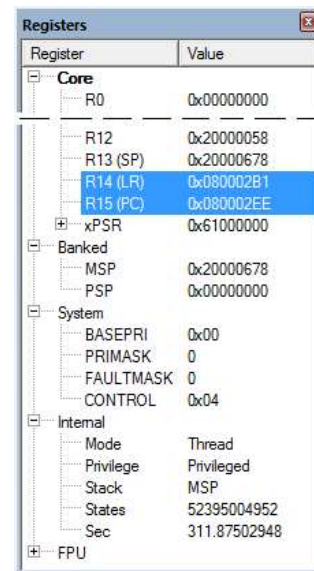 Registers
Register Value
Core
R0 0x00000000
R12 0x20000058
R13 (SP) 0x20000678
R14 (LR) 0x080002B1
R15 (PC) 0x080002EE
xPSR 0x61000000
Banked
MSP 0x20000678
PSP 0x00000000
System
BASEPRI 0x00
PRIMASK 0
FAULTMASK 0
CONTROL 0x04
Internal
Mode Thread
Privilege Privileged
Stack MSP
States 52395004952
Sec 311.87502948
FPU